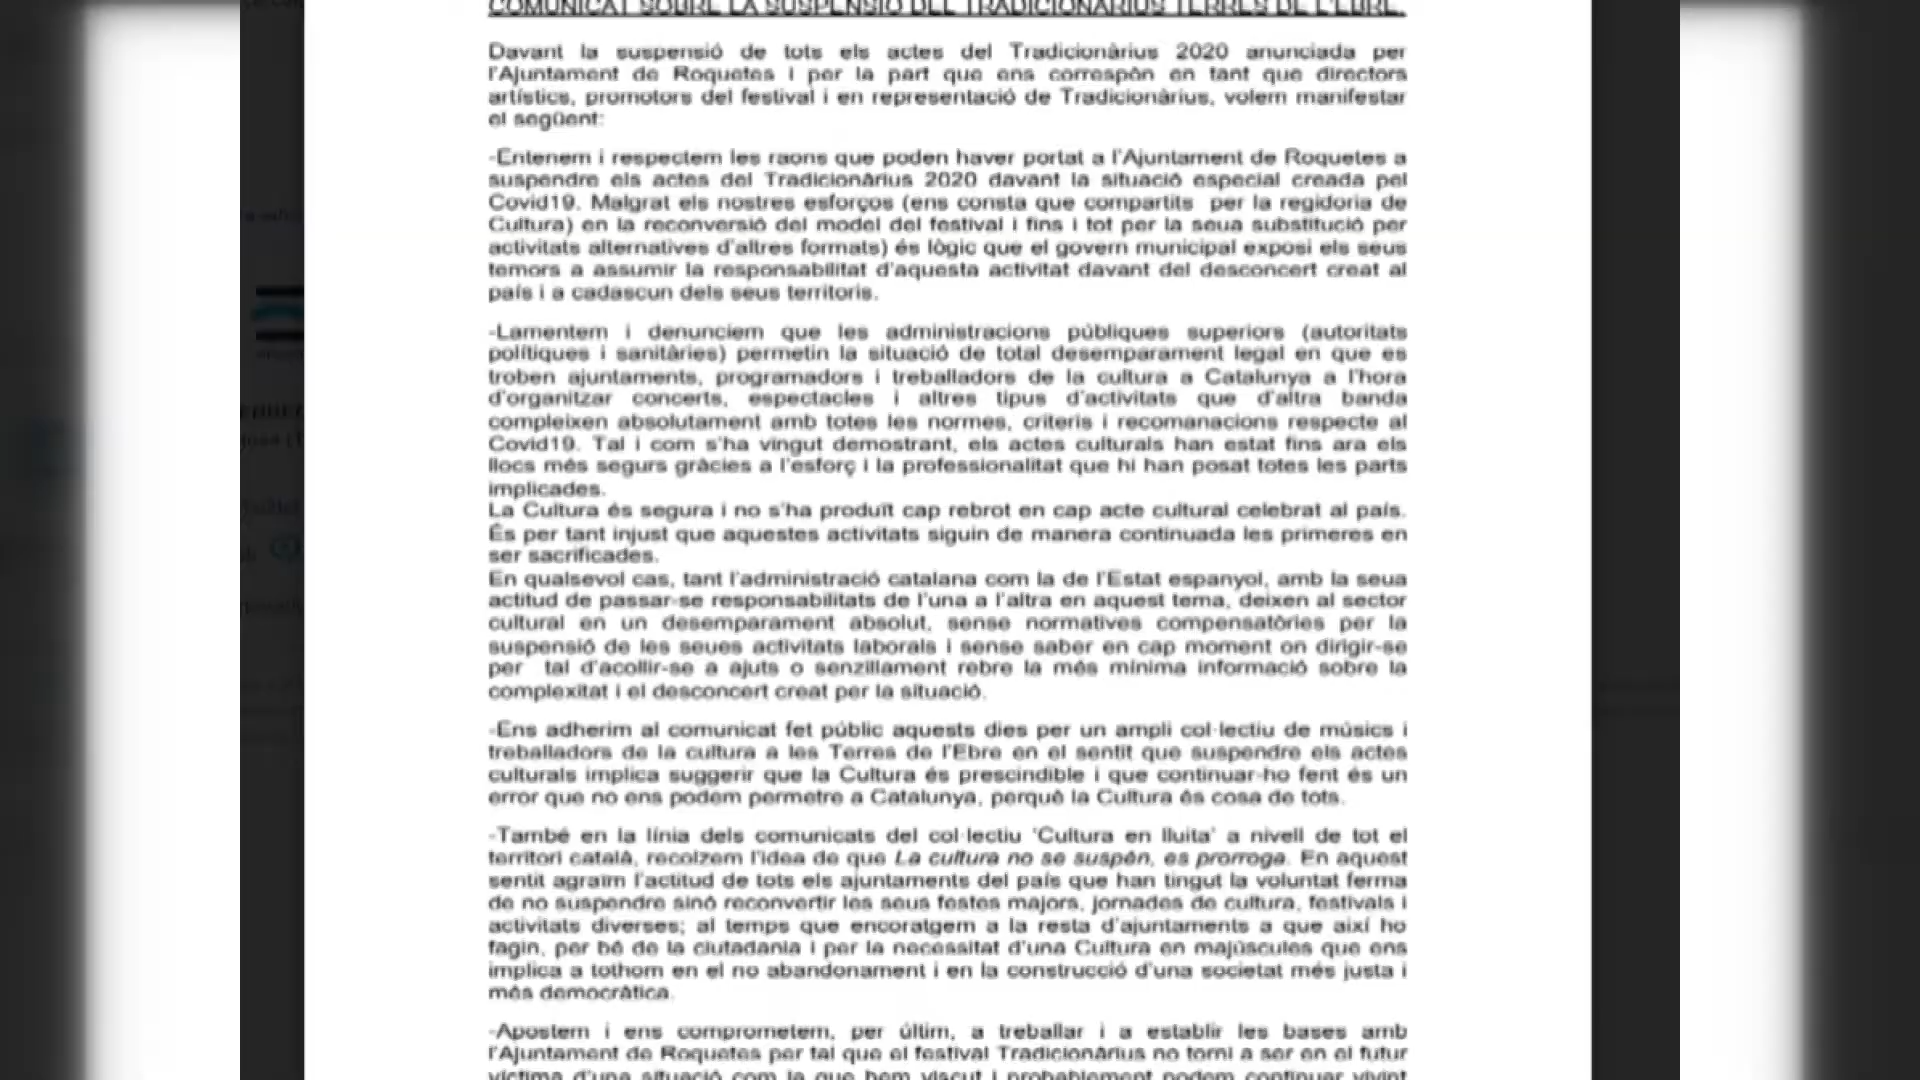 COMUNICAT SOBRE LA SUSPENSIÓ DEL TRADICIONÀRIUS TERRES DE L'EBRE.
Davant la suspensió de tots els actes del Tradicionàrius 2020 anunciada per
l'Ajuntament de Roquetes i per la part que ens correspòn en tant que directors
artístics, promotors del festival i en representació de Tradicionàrius, volem manifestar
el següent:
-Entenem i respectem les raons que poden haver portat a l'Ajuntament de Roquetes a
suspendre els actes del Tradicionàrius 2020 davant la situació especial creada pel
Covid19. Malgrat els nostres esforços (ens consta que compartits per la regidoria de
Cultura) en la reconversió del model del festival i fins i tot per la seua substitució per
activitats alternatives d'altres formats) és lògic que el govern municipal exposi els seus
temors a assumir la responsabilitat d'aquesta activitat davant del desconcert creat al
país i a cadascun dels seus territoris.
-Lamentem i denunciem que les administracions públiques superiors (autoritats
polítiques i sanitàries) permetin la situació de total desemparament legal en que es
troben ajuntaments, programadors i treballadors de la cultura a Catalunya a l'hora
d'organitzar concerts, espectacles i altres tipus d'activitats que d'altra banda
compleixen absolutament amb totes les normes, criteris i recomanacions respecte al
Covid19. Tal i com s'ha vingut demostrant, els actes culturals han estat fins ara els
llocs més segurs gràcies a l'esforç i la professionalitat que hi han posat totes les parts
implicades.
La Cultura és segura i no s'ha produït cap rebrot en cap acte cultural celebrat al país.
És per tant injust que aquestes activitats siguin de manera continuada les primeres en
ser sacrificades.
En qualsevol cas, tant l'administració catalana com la de l'Estat espanyol, amb la seua
actitud de passar-se responsabilitats de l'una a l'altra en aquest tema, deixen al sector
cultural en un desemparament absolut, sense normatives compensatòries per la
suspensió de les seues activitats laborals i sense saber en cap moment on dirigir-se
per tal d'acollir-se a ajuts o senzillament rebre la més mínima informació sobre la
complexitat i el desconcert creat per la situació.
-Ens adherim al comunicat fet públic aquests dies per un ampli col·lectiu de músics i
treballadors de la cultura a les Terres de l'Ebre en el sentit que suspendre els actes
culturals implica suggerir que la Cultura és prescindible i que continuar-ho fent és un
error que no ens podem permetre a Catalunya, perquè la Cultura és cosa de tots.
-També en la línia dels comunicats del col·lectiu 'Cultura en lluita' a nivell de tot el
territori català, recolzem l'idea de que La cultura no se suspèn, es prorroga. En aquest
sentit agraïm l'actitud de tots els ajuntaments del país que han tingut la voluntat ferma
de no suspendre sinó reconvertir les seus festes majors, jornades de cultura, festivals i
activitats diverses; al temps que encoratgem a la resta d'ajuntaments a que així ho
fagin, per bé de la ciutadania i per la necessitat d'una Cultura en majúscules que ens
implica a tothom en el no abandonament i en la construcció d'una societat més justa i
més democràtica.
-Apostem i ens comprometem, per últim, a treballar i a establir les bases amb
l'Ajuntament de Roquetes per tal que el festival Tradicionàrius no torni a ser en el futur
víctima d'una situació com la que hem viscut i probablement podem continuar vivint